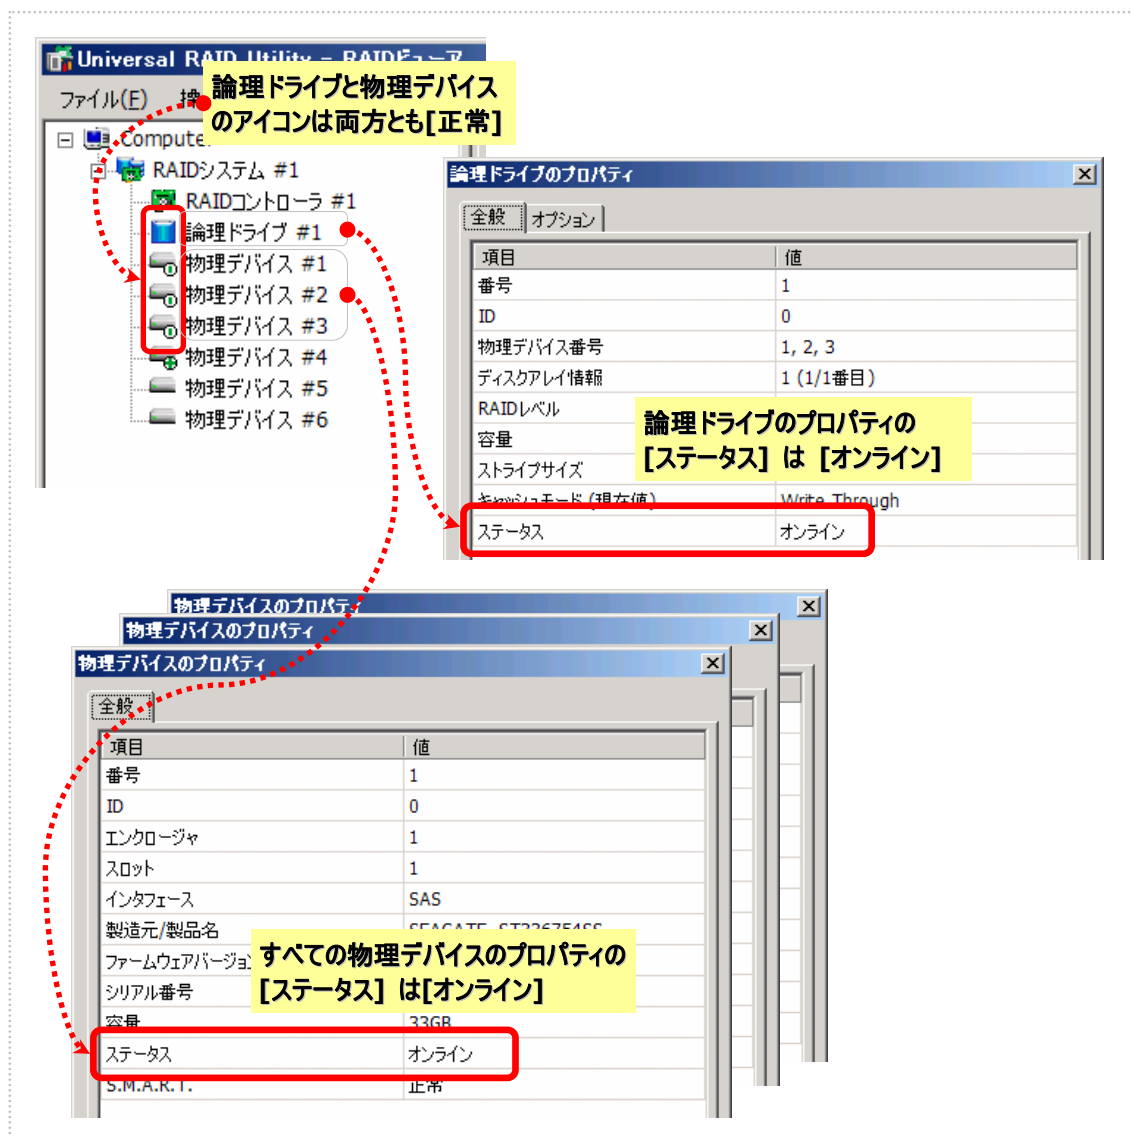 Universal RAID Utility - RAIDビューア
論理ドライブと物理デバイス
のアイコンは両方とも[正常]
ファイル(F)
Computer
RAIDシステム #1
RAIDコントローラ #1
論理ドライブ #1
物理デバイス #1
物理デバイス #2
物理デバイス #3
物理デバイス #4
物理デバイス #5
物理デバイス #6
論理ドライブのプロパティ
全般 オプション
項目 値
番号 1
ID 0
物理デバイス番号 1, 2, 3
ディスクアレイ情報 1 (1/1番目)
RAIDレベル
容量
ストライプサイズ
キャッシュモード (現在値) Write Through
ステータス オンライン
論理ドライブのプロパティの
[ステータス] は [オンライン]
物理デバイスのプロパティ
物理デバイスのプロパティ
物理デバイスのプロパティ
全般
項目 値
番号 1
ID 0
エンクロージャ 1
スロット 1
インタフェース SAS
製造元/製品名 SEAGATE ST336754SS
ファームウェアバージョン
シリアル番号
容量 33GB
ステータス オンライン
S.M.A.R.T. 正常
すべての物理デバイスのプロパティの
[ステータス] は[オンライン]